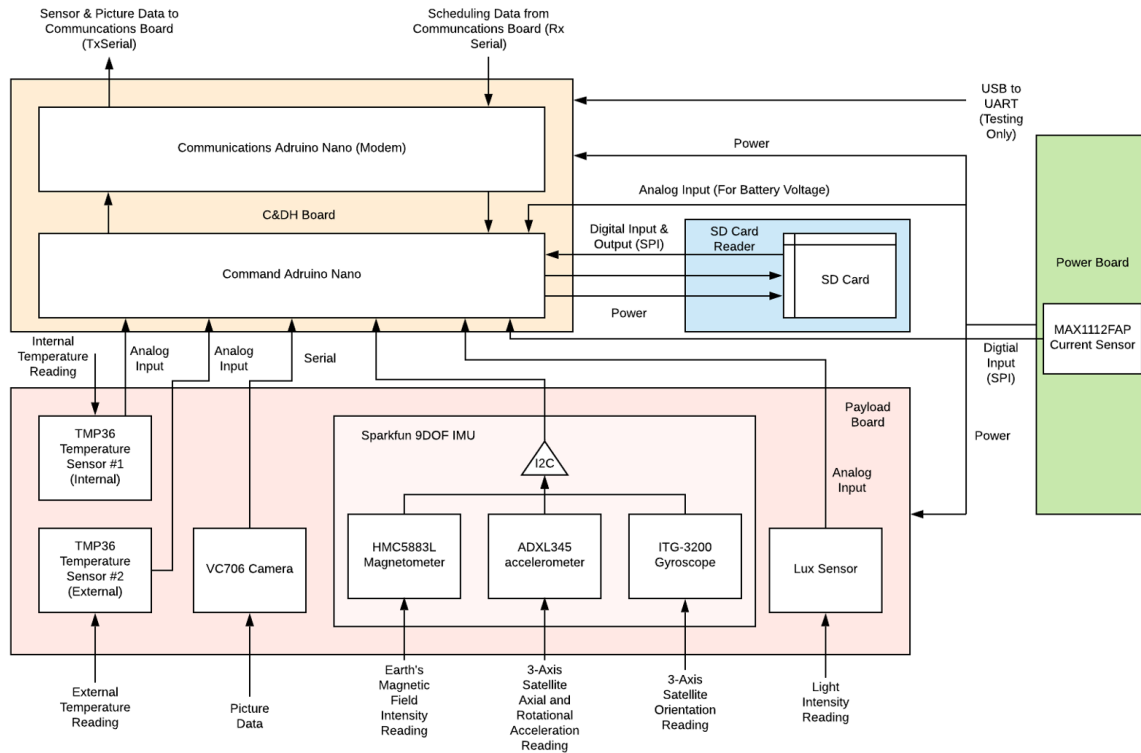 Sensor & Picture Data to
Communcations Board
(TxSerial)
Scheduling Data from
Communcations Board (Rx
Serial)
USB to
UART
(Testing
Only)
Communications Adruino Nano (Modem)
Power
Analog Input (For Battery Voltage)
C&DH Board
Digital Input &
Output (SPI)
SD Card
Reader
Command Adruino Nano
SD Card
Power Board
Power
MAX1112FAP
Current Sensor
Internal
Temperature
Reading
Analog
Input
Analog
Input
Serial
Digtial
Input
(SPI)
Payload
Board
TMP36
Temperature
Sensor #1
(Internal)
Sparkfun 9DOF IMU
Power
I2C
Analog
Input
TMP36
Temperature
Sensor #2
(External)
VC706 Camera
HMC5883L
Magnetometer
ADXL345
accelerometer
ITG-3200
Gyroscope
Lux Sensor
External
Temperature
Reading
Picture
Data
Earth's
Magnetic
Field
Intensity
Reading
3-Axis
Satellite
Axial and
Rotational
Acceleration
Reading
3-Axis
Satellite
Orientation
Reading
Light
Intensity
Reading